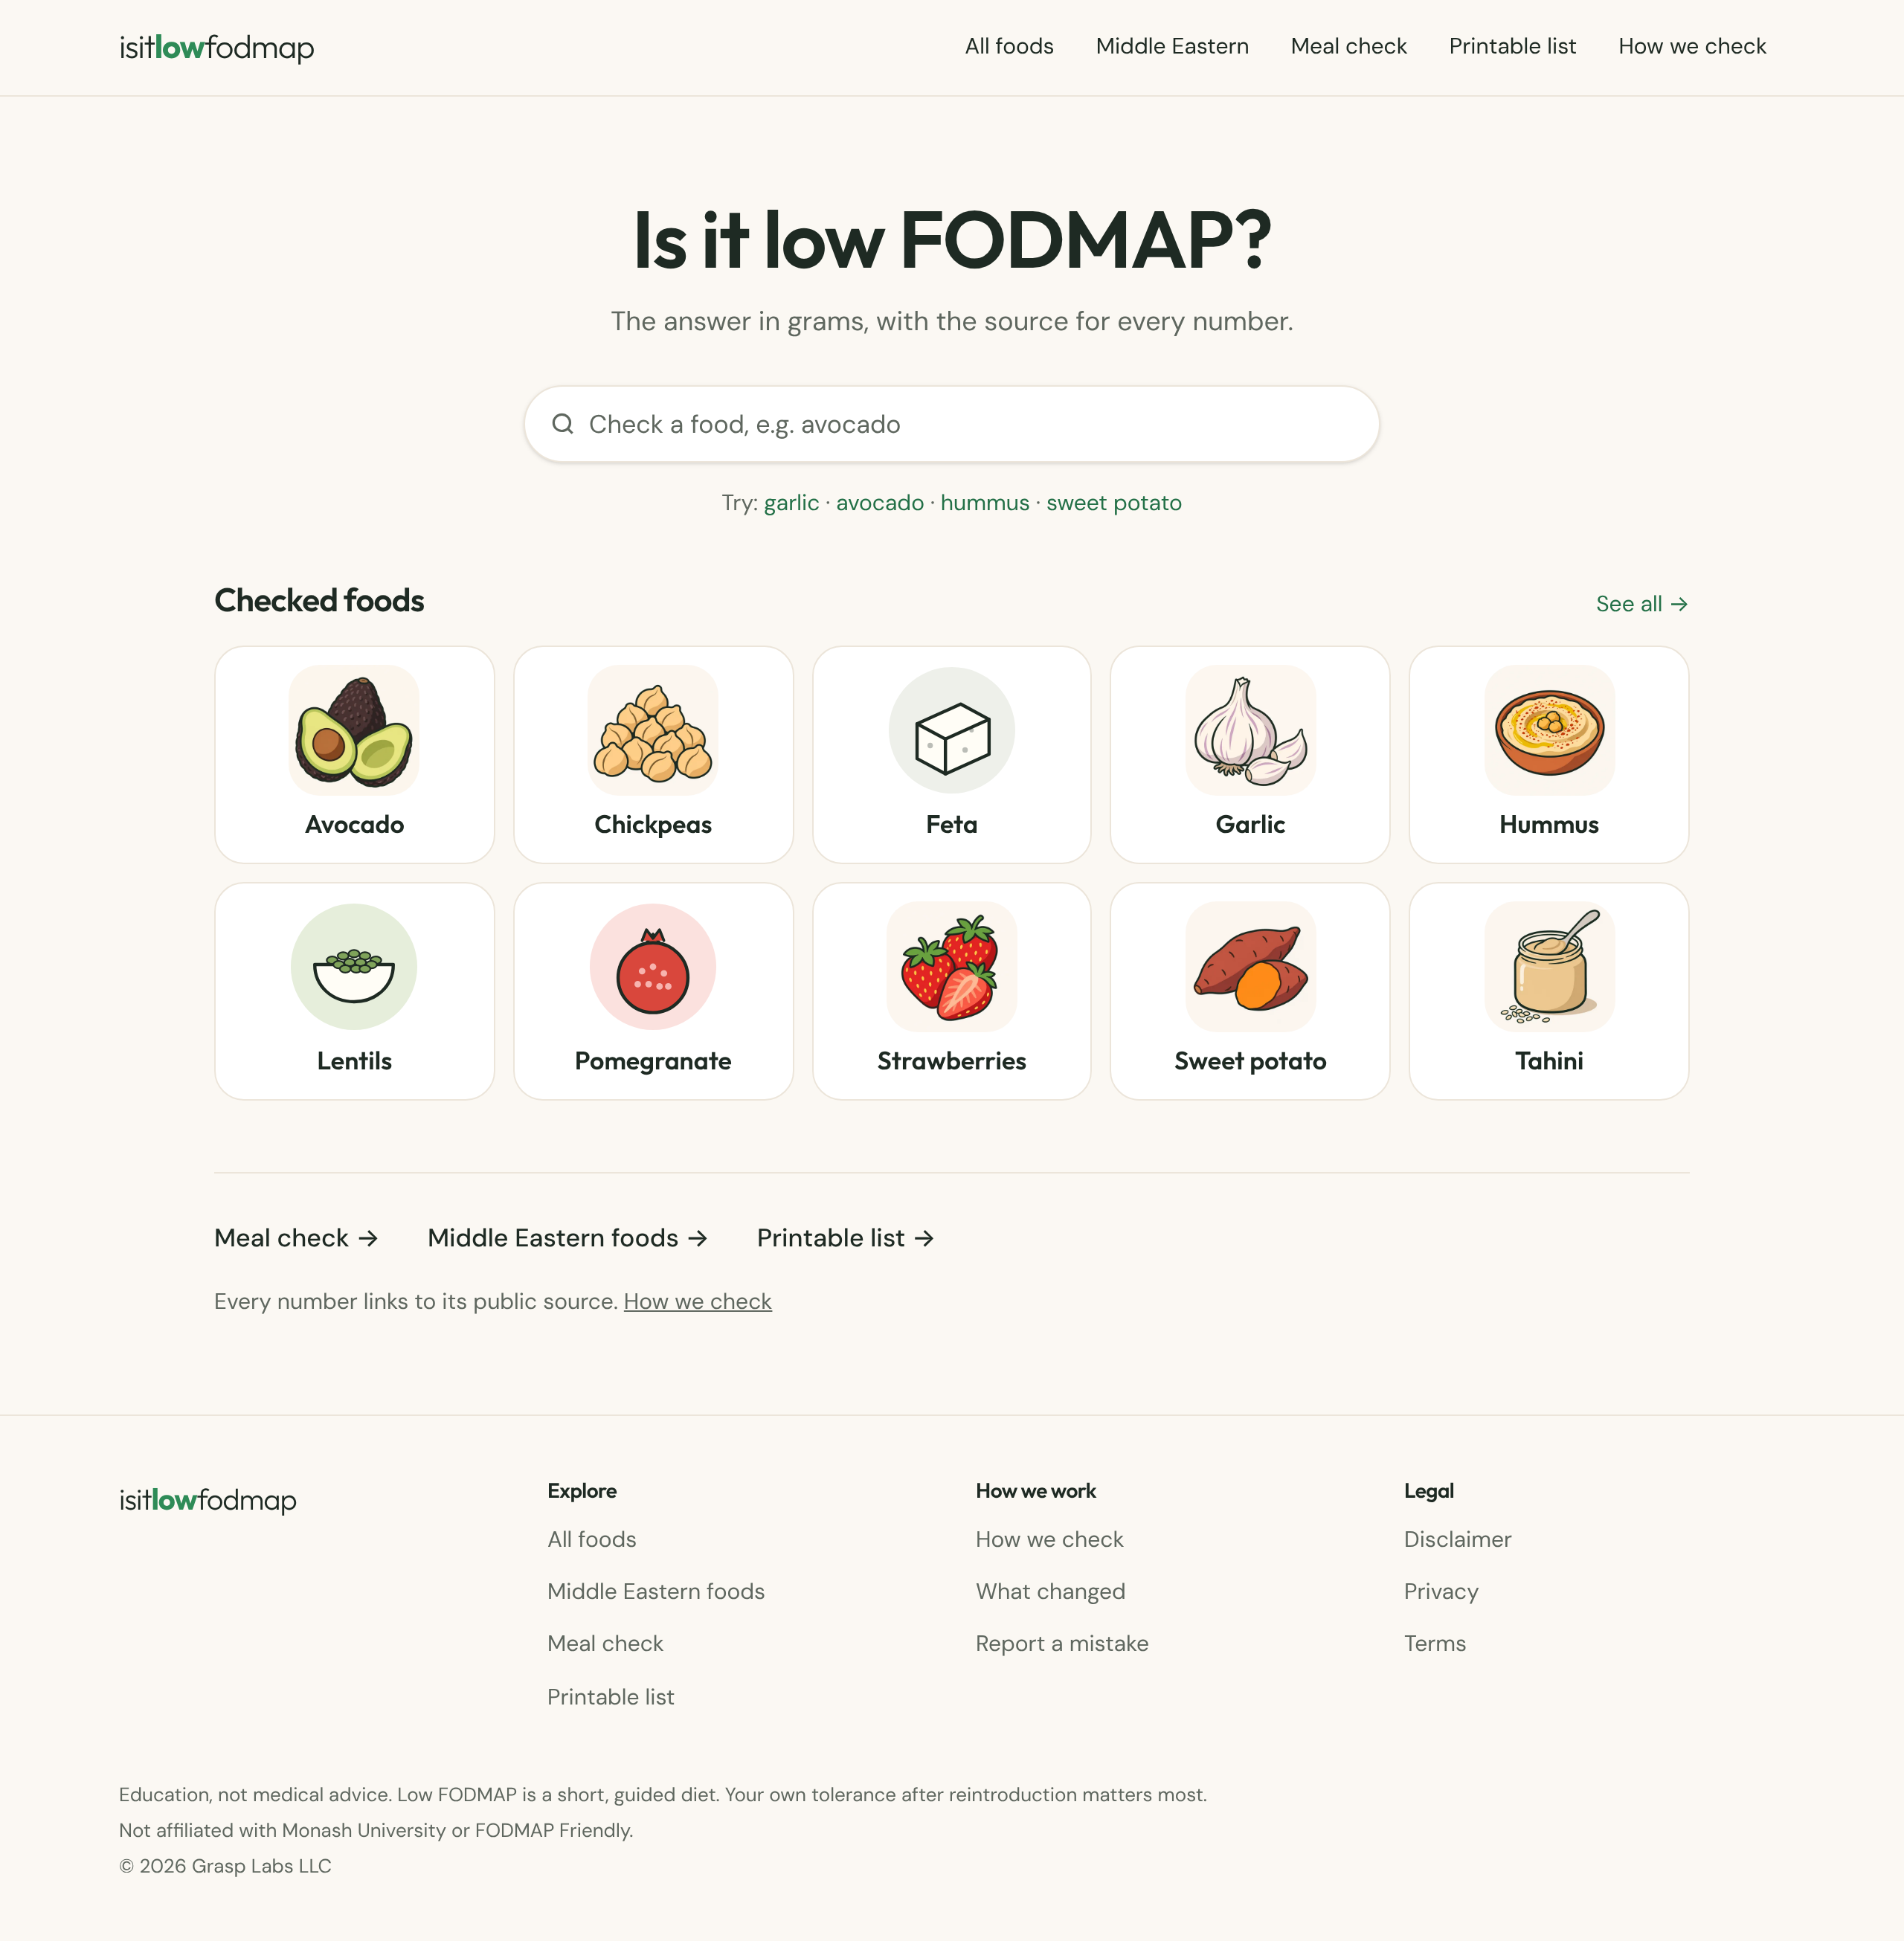 isitlowfodmap
All foods Middle Eastern Meal check Printable list How we check
Is it low FODMAP?
The answer in grams, with the source for every number.
Check a food, e.g. avocado
Try: garlic · avocado · hummus · sweet potato
Checked foods
See all →
Avocado
Chickpeas
Feta
Garlic
Hummus
Lentils
Pomegranate
Strawberries
Sweet potato
Tahini
Meal check → Middle Eastern foods → Printable list →
Every number links to its public source. How we check
isitlowfodmap
Explore
All foods
Middle Eastern foods
Meal check
Printable list
How we work
How we check
What changed
Report a mistake
Legal
Disclaimer
Privacy
Terms
Education, not medical advice. Low FODMAP is a short, guided diet. Your own tolerance after reintroduction matters most.
Not affiliated with Monash University or FODMAP Friendly.
© 2026 Grasp Labs LLC